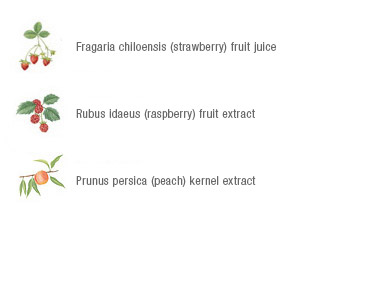 Fragaria chiloensis (strawberry) fruit juice
Rubus idaeus (raspberry) fruit extract
Prunus persica (peach) kernel extract